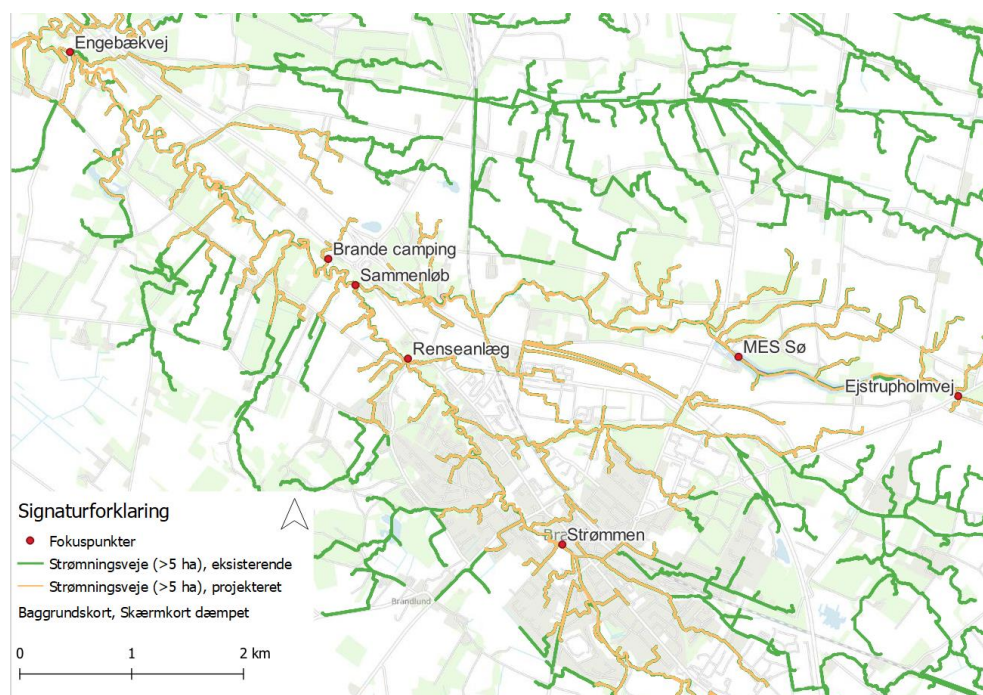 Engebækvej
Brande camping
Sammenløb
Renseanlæg
MES Sø
Ejstrupholmvej
Strømmen
Brandlund
Signaturforklaring
Fokuspunkter
Strømningsveje (>5 ha), eksisterende
Strømningsveje (>5 ha), projekteret
Baggrundskort, Skærmkort dæmpet
0 1 2 km